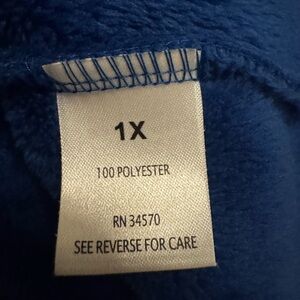 1X
100 POLYESTER
RN 34570
SEE REVERSE FOR CARE